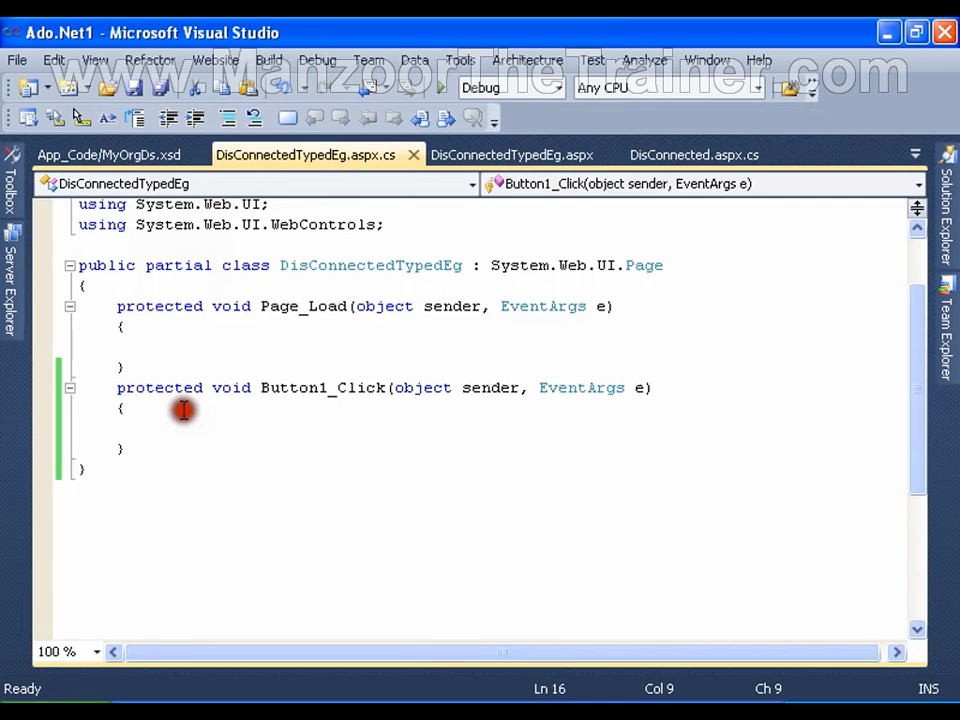 Ado.Net1 - Microsoft Visual Studio
File Edit View Refactor Website Build Debug Team Data Tools Architecture Test Analyze Window Help
www.ManzoorTheTrainer.com
Debug Any CPU
App_Code/MyOrgDs.xsd DisConnectedTypedEg.aspx.cs DisConnectedTypedEg.aspx DisConnected.aspx.cs
DisConnectedTypedEg Button1_Click(object sender, EventArgs e)
Toolbox
Server Explorer
Solution Explorer
Team Explorer
using System.Web.UI;
using System.Web.UI.WebControls;
public partial class DisConnectedTypedEg : System.Web.UI.Page
{
protected void Page_Load(object sender, EventArgs e)
{
}
protected void Button1_Click(object sender, EventArgs e)
{
}
}
100 %
Ready Ln 16 Col 9 Ch 9 INS